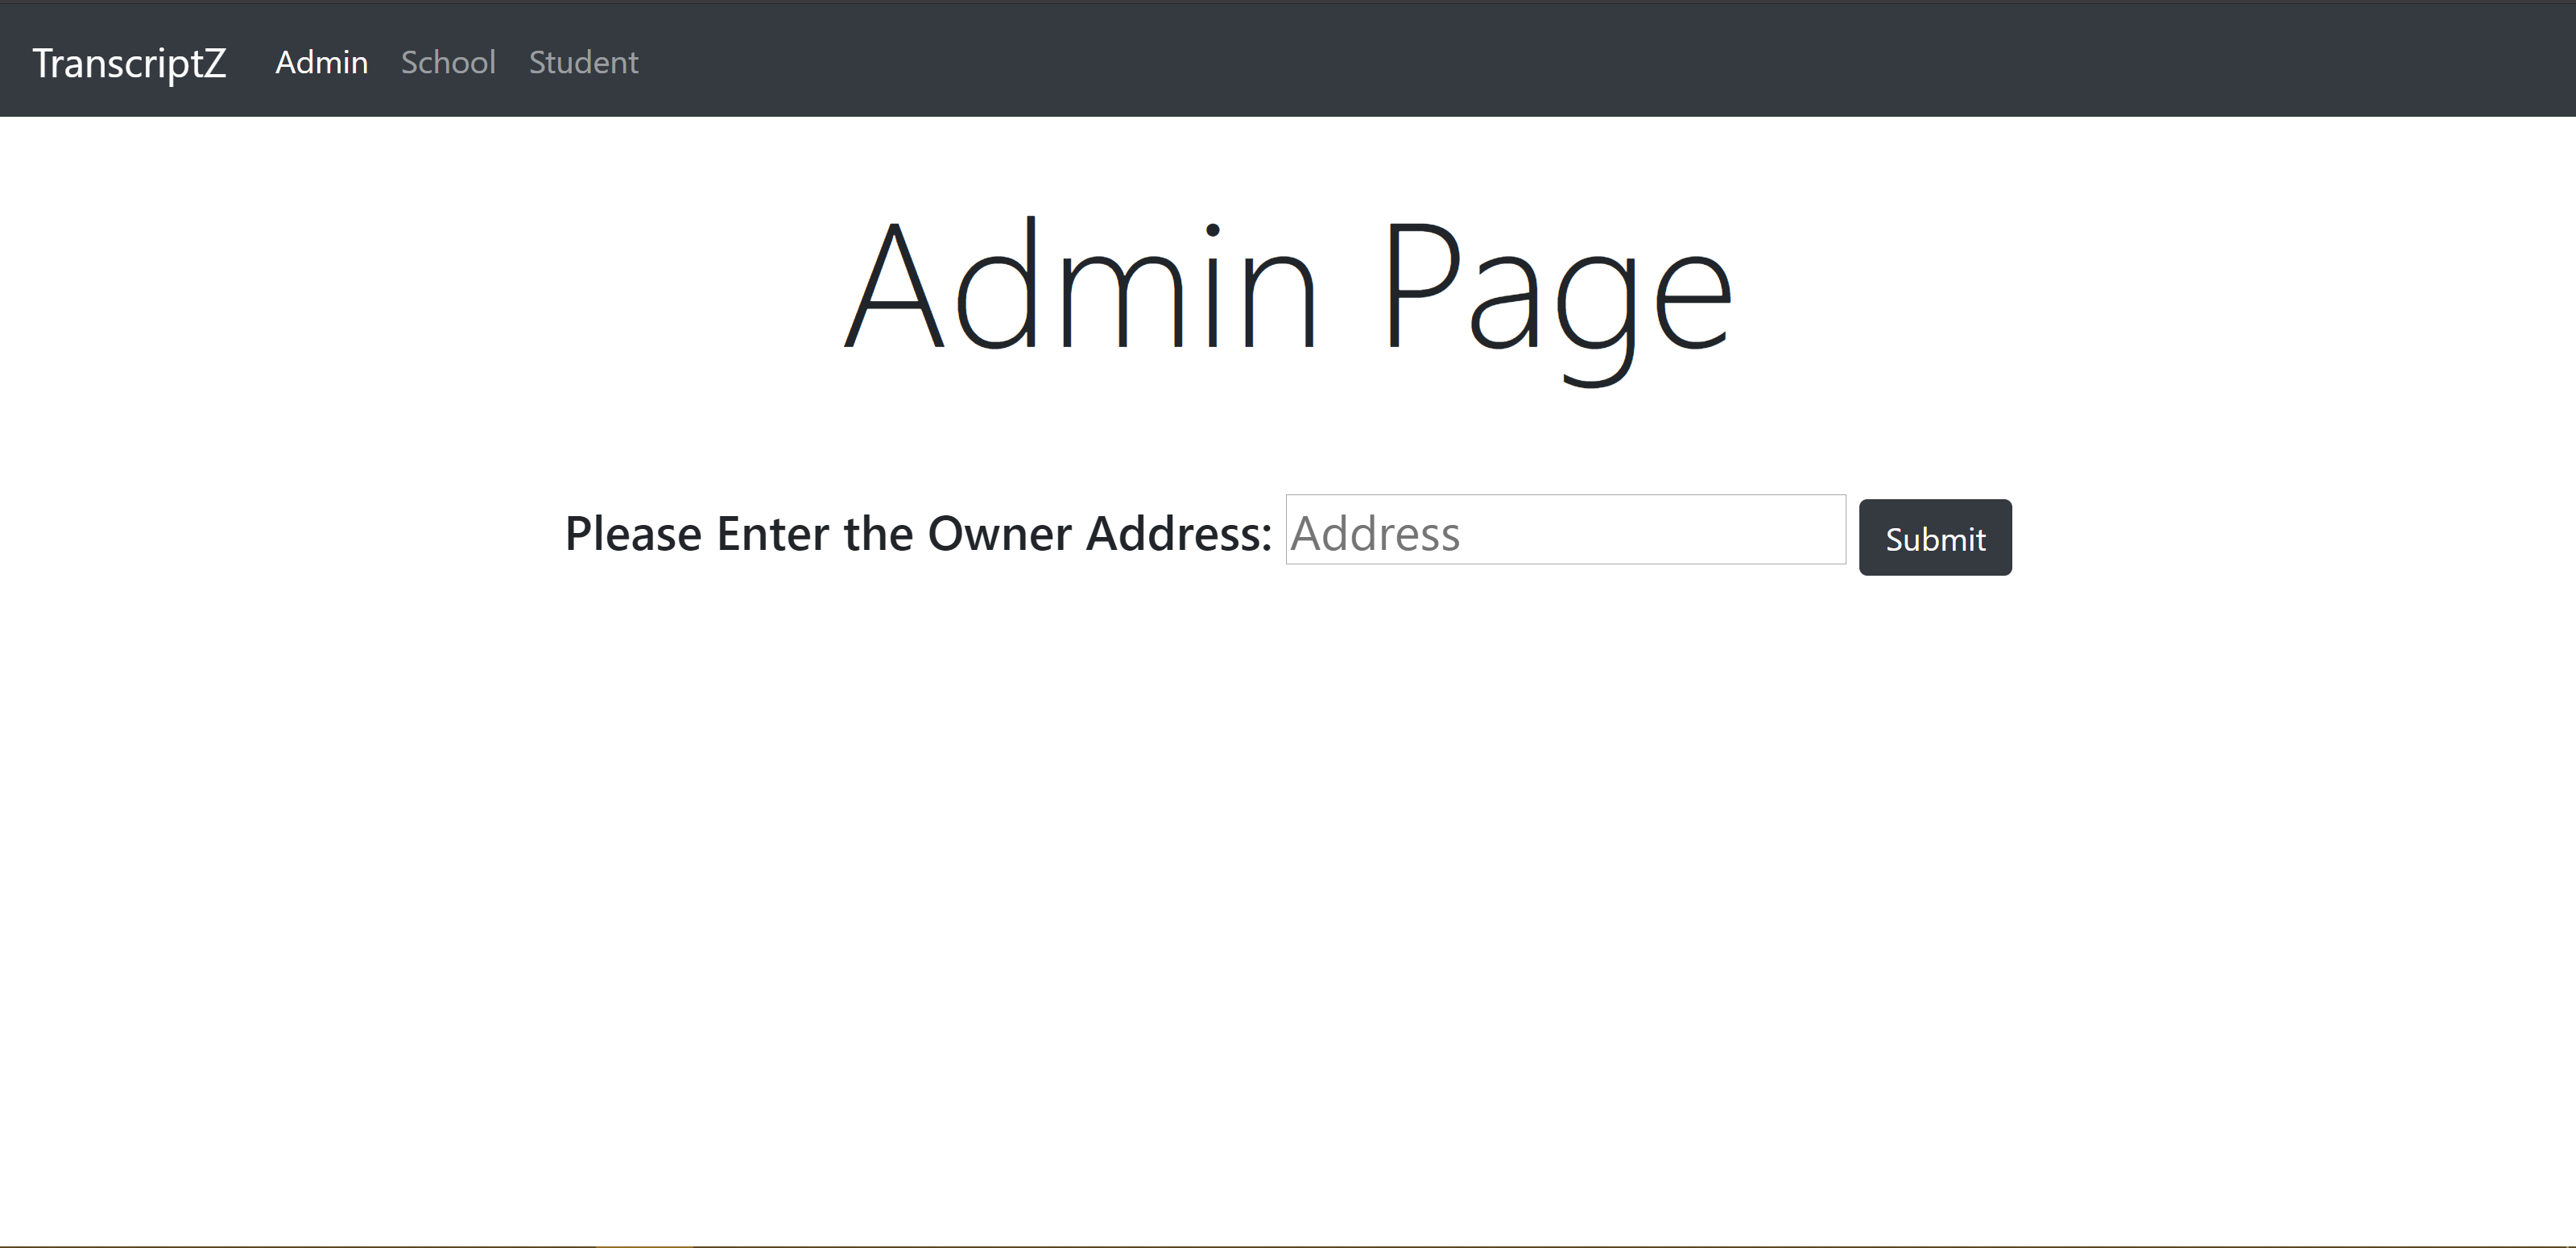 TranscriptZ Admin School Student
Admin Page
Please Enter the Owner Address: Address Submit